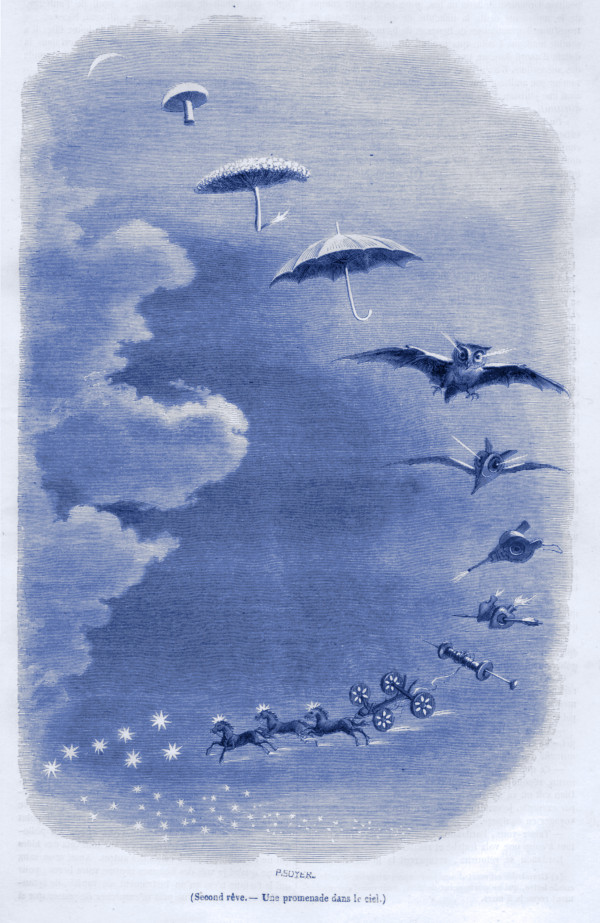 P.SOYER.
(Second rêve. — Une promenade dans le ciel.)